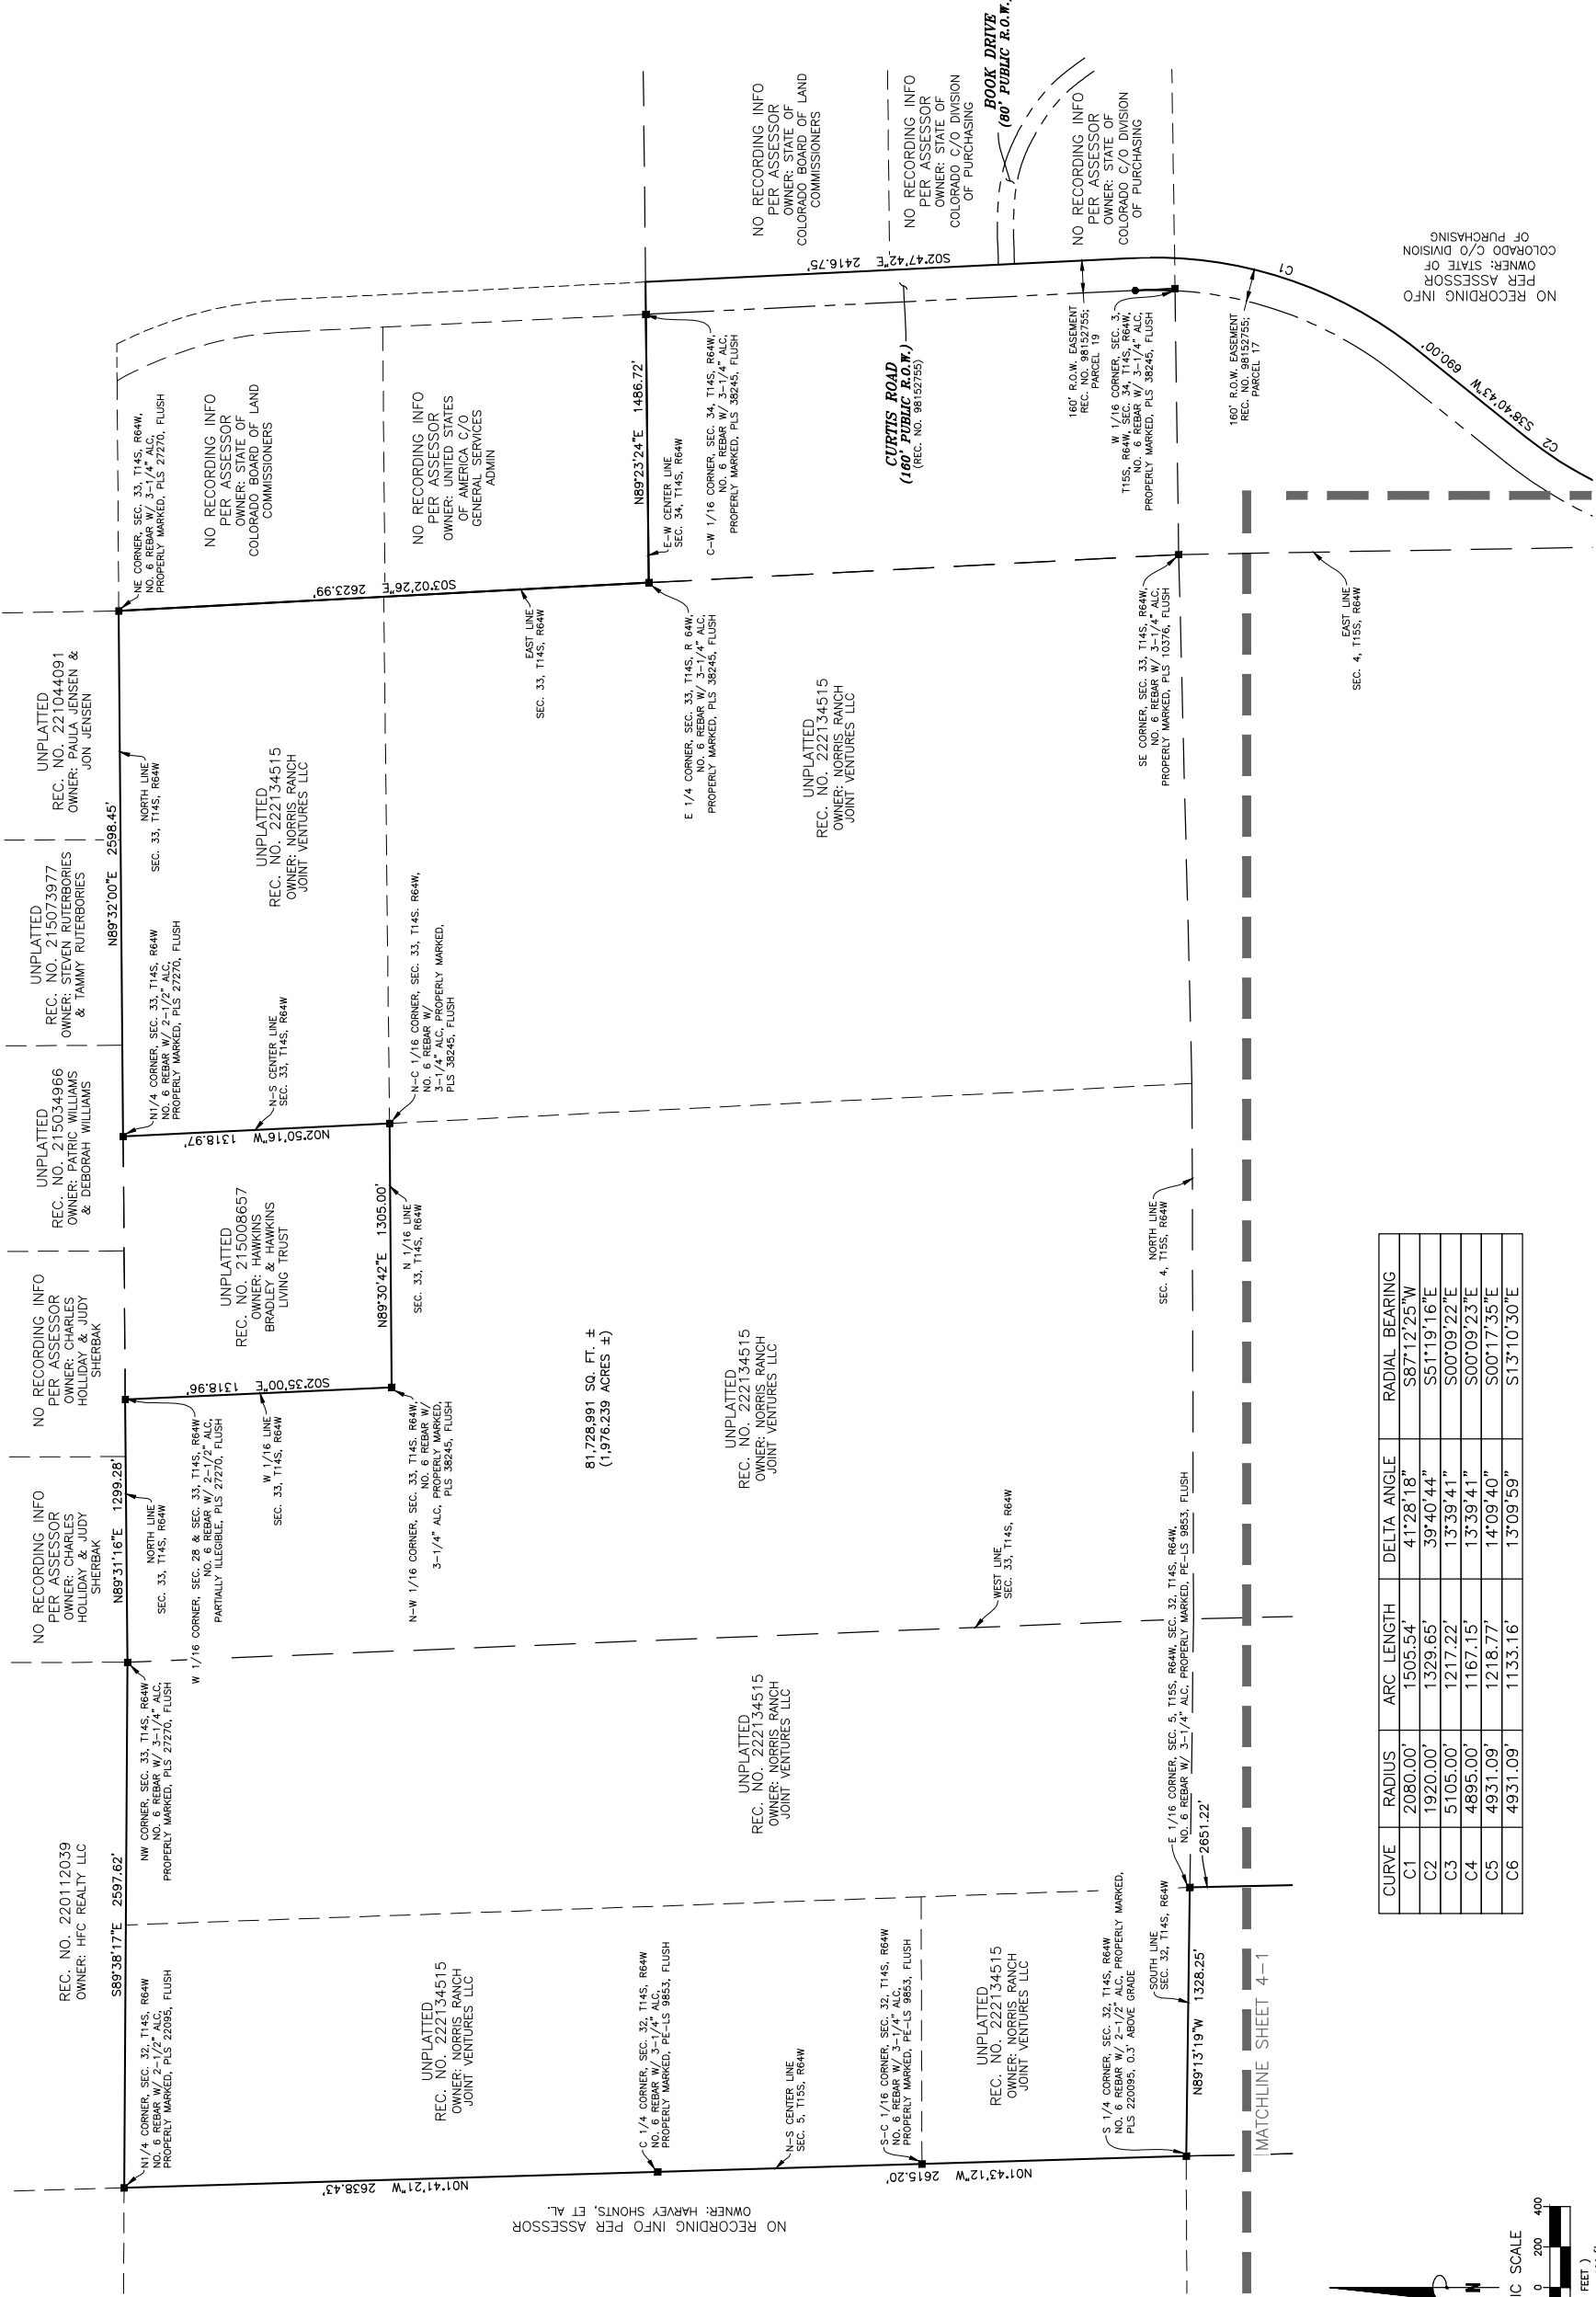 REC. NO. 220112039
OWNER: HFC REALTY LLC
S89°38'17"E 2597.62'
N1/4 CORNER, SEC. 32, T14S, R64W
NO. 6 REBAR W/ 2-1/2" ALC,
PROPERLY MARKED, PLS 22095, FLUSH
NW CORNER, SEC. 33, T14S, R64W
NO. 6 REBAR W/ 3-1/4" ALC,
PROPERLY MARKED, PLS 27270, FLUSH
NO RECORDING INFO
PER ASSESSOR
OWNER: CHARLES
HOLLIDAY & JUDY
SHERBAK
N89°31'16"E 1299.28'
NORTH LINE
SEC. 33, T14S, R64W
W 1/16 CORNER, SEC. 28 & SEC. 33, T14S, R64W
NO. 6 REBAR W/ 2-1/2" ALC,
PARTIALLY ILLEGIBLE, PLS 27270, FLUSH
NO RECORDING INFO
PER ASSESSOR
OWNER: CHARLES
HOLLIDAY & JUDY
SHERBAK
UNPLATTED
REC. NO. 215034966
OWNER: PATRIC WILLIAMS
& DEBORAH WILLIAMS
UNPLATTED
REC. NO. 215073977
OWNER: STEVEN RUTERBORIES
& TAMMY RUTERBORIES
UNPLATTED
REC. NO. 221044091
OWNER: PAULA JENSEN &
JON JENSEN
N89°32'00"E 2598.45'
NORTH LINE
SEC. 33, T14S, R64W
N1/4 CORNER, SEC. 33, T14S, R64W
NO. 6 REBAR W/ 2-1/2" ALC,
PROPERLY MARKED, PLS 27270, FLUSH
NE CORNER, SEC. 33, T14S, R64W,
NO. 6 REBAR W/ 3-1/4" ALC,
PROPERLY MARKED, PLS 27270, FLUSH
NO RECORDING INFO
PER ASSESSOR
OWNER: STATE OF
COLORADO BOARD OF LAND
COMMISSIONERS
NO RECORDING INFO
PER ASSESSOR
OWNER: UNITED STATES
OF AMERICA C/O
GENERAL SERVICES
ADMIN
S03°02'26"E 2623.99'
EAST LINE
SEC. 33, T14S, R64W
UNPLATTED
REC. NO. 222134515
OWNER: NORRIS RANCH
JOINT VENTURES LLC
N-S CENTER LINE
SEC. 33, T14S, R64W
N02°50'16"W 1318.97'
UNPLATTED
REC. NO. 215008657
OWNER: HAWKINS
BRADLEY & HAWKINS
LIVING TRUST
S02°35'00"E 1318.96'
W 1/16 LINE
SEC. 33, T14S, R64W
N89°30'42"E 1305.00'
N 1/16 LINE
SEC. 33, T14S, R64W
N-C 1/16 CORNER, SEC. 33, T14S. R64W,
NO. 6 REBAR W/
3-1/4" ALC, PROPERLY MARKED,
PLS 38245, FLUSH
N-W 1/16 CORNER, SEC. 33, T14S. R64W,
NO. 6 REBAR W/
3-1/4" ALC, PROPERLY MARKED,
PLS 38245, FLUSH
N89°23'24"E 1486.72'
E-W CENTER LINE
SEC. 34, T14S, R64W
E 1/4 CORNER, SEC. 33, T14S, R 64W,
NO. 6 REBAR W/ 3-1/4" ALC,
PROPERLY MARKED, PLS 38245, FLUSH
C-W 1/16 CORNER, SEC. 34, T14S, R64W,
NO. 6 REBAR W/ 3-1/4" ALC,
PROPERLY MARKED, PLS 38245, FLUSH
NO RECORDING INFO
PER ASSESSOR
OWNER: STATE OF
COLORADO BOARD OF LAND
COMMISSIONERS
NO RECORDING INFO
PER ASSESSOR
OWNER: STATE OF
COLORADO C/O DIVISION
OF PURCHASING
BOOK DRIVE
(80' PUBLIC R.O.W.
NO RECORDING INFO
PER ASSESSOR
OWNER: STATE OF
COLORADO C/O DIVISION
OF PURCHASING
S02°47'42"E 2416.75'
CURTIS ROAD
(160' PUBLIC R.O.W.)
(REC. NO. 98152755)
160' R.O.W. EASEMENT
REC. NO. 98152755;
PARCEL 19
W 1/16 CORNER, SEC. 3,
T15S, R64W, SEC. 34, T14S, R64W,
NO. 6 REBAR W/ 3-1/4" ALC,
PROPERLY MARKED, PLS 38245, FLUSH
160' R.O.W. EASEMENT
REC. NO. 98152755;
PARCEL 17
C1
NO RECORDING INFO
PER ASSESSOR
OWNER: STATE OF
COLORADO C/O DIVISION
OF PURCHASING
S38°40'43"W 690.00'
C2
UNPLATTED
REC. NO. 222134515
OWNER: NORRIS RANCH
JOINT VENTURES LLC
SE CORNER, SEC. 33, T14S, R64W,
NO. 6 REBAR W/ 3-1/4" ALC,
PROPERLY MARKED, PLS 10376, FLUSH
EAST LINE
SEC. 4, T15S, R64W
81,728,991 SQ. FT. ±
(1,976.239 ACRES ±)
UNPLATTED
REC. NO. 222134515
OWNER: NORRIS RANCH
JOINT VENTURES LLC
NORTH LINE
SEC. 4, T15S, R64W
WEST LINE
SEC. 33, T14S, R64W
UNPLATTED
REC. NO. 222134515
OWNER: NORRIS RANCH
JOINT VENTURES LLC
E 1/16 CORNER, SEC. 5, T15S, R64W, SEC. 32, T14S, R64W,
NO. 6 REBAR W/ 3-1/4" ALC, PROPERLY MARKED, PE-LS 9853, FLUSH
2651.22'
UNPLATTED
REC. NO. 222134515
OWNER: NORRIS RANCH
JOINT VENTURES LLC
N01°41'21"W 2638.43'
NO RECORDING INFO PER ASSESSOR
OWNER: HARVEY SHONTS, ET AL.
C 1/4 CORNER, SEC. 32, T14S, R64W
NO. 6 REBAR W/ 3-1/4" ALC,
PROPERLY MARKED, PE-LS 9853, FLUSH
N-S CENTER LINE
SEC. 5, T15S, R64W
S-C 1/16 CORNER, SEC. 32, T14S, R64W
NO. 6 REBAR W/ 3-1/4" ALC,
PROPERLY MARKED, PE-LS 9853, FLUSH
N01°43'12"W 2615.20'
UNPLATTED
REC. NO. 222134515
OWNER: NORRIS RANCH
JOINT VENTURES LLC
S 1/4 CORNER, SEC. 32, T14S, R64W
NO. 6 REBAR W/ 2-1/2" ALC, PROPERLY MARKED,
PLS 220095, 0.3' ABOVE GRADE
SOUTH LINE
SEC. 32, T14S, R64W
N89°13'19"W 1328.25'
MATCHLINE SHEET 4-1
CURVE RADIUS ARC LENGTH DELTA ANGLE RADIAL BEARING
C1 2080.00' 1505.54' 41°28'18" S87°12'25"W
C2 1920.00' 1329.65' 39°40'44" S51°19'16"E
C3 5105.00' 1217.22' 13°39'41" S00°09'22"E
C4 4895.00' 1167.15' 13°39'41" S00°09'23"E
C5 4931.09' 1218.77' 14°09'40" S00°17'35"E
C6 4931.09' 1133.16' 13°09'59" S13°10'30"E
N
IC SCALE
0 200 400
FEET )